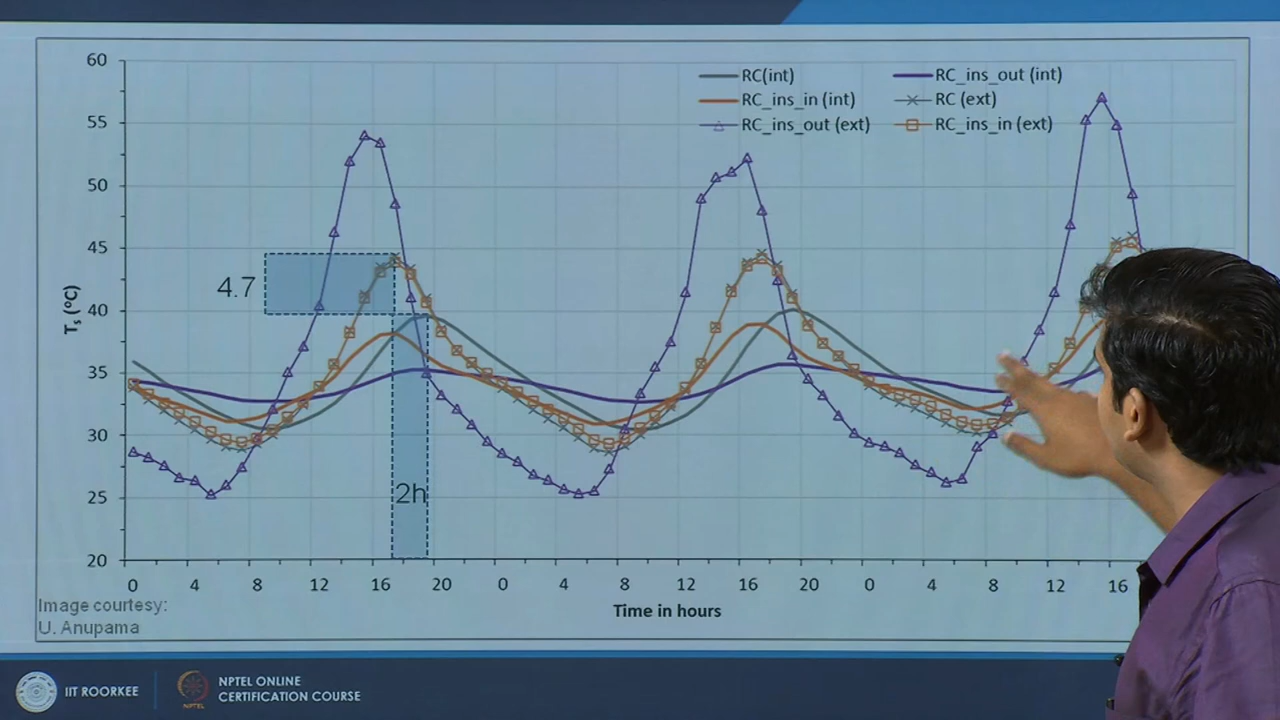 60
55
50
45
40
35
30
25
20
Ts (oC)
RC(int)
RC_ins_out (int)
RC_ins_in (int)
RC (ext)
RC_ins_out (ext)
RC_ins_in (ext)
4.7
2h
0 4 8 12 16 20 0 4 8 12 16 20 0 4 8 12 16
Time in hours
Image courtesy:
U. Anupama
IIT ROORKEE
NPTEL
NPTEL ONLINE
CERTIFICATION COURSE